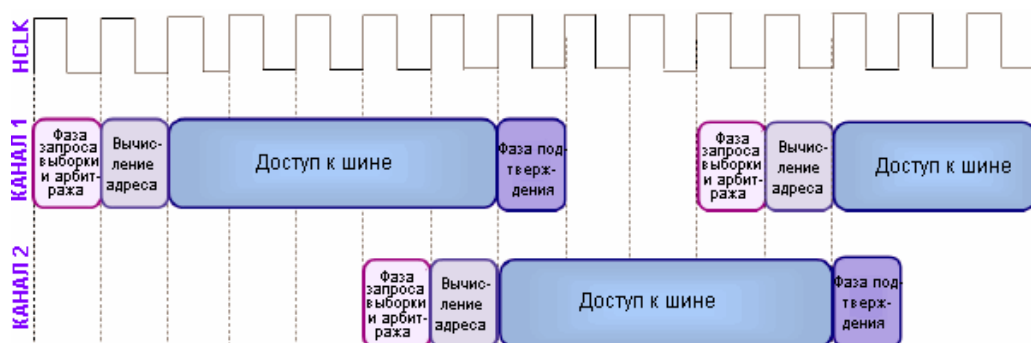 HCLK
КАНАЛ 1
Фаза
запроса
выборки
и арбит-
ража
Вычис-
ление
адреса
Доступ к шине
Фаза под-
тверж-
дения
Фаза
запроса
выборки
и арбит-
ража
Вычис-
ление
адреса
Доступ к шине
КАНАЛ 2
Фаза
запроса
выборки
и арбит-
ража
Вычис-
ление
адреса
Доступ к шине
Фаза под-
тверж-
дения